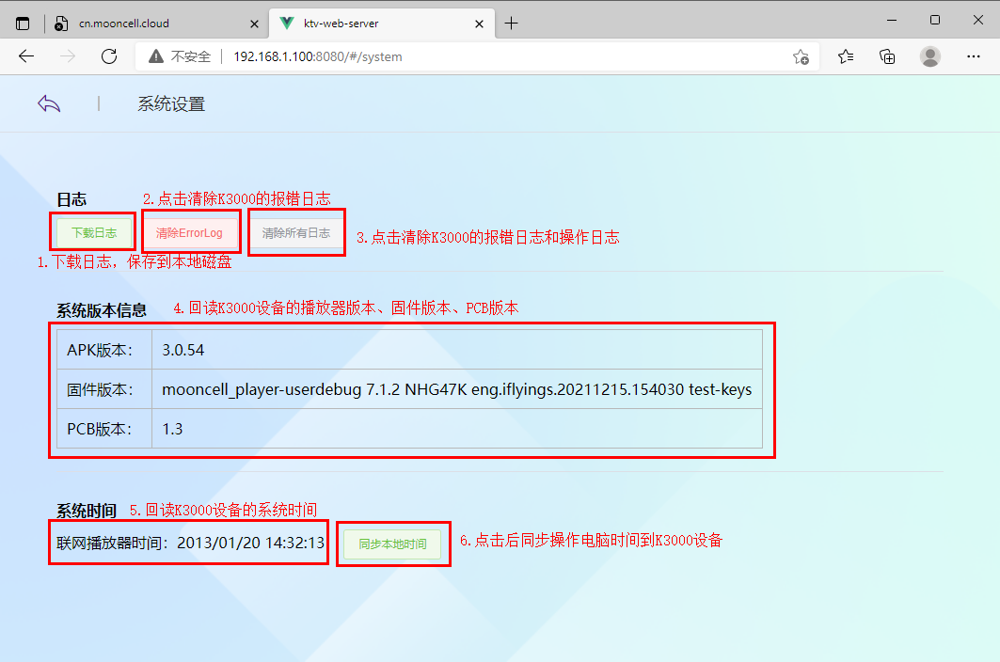 cn.mooncell.cloud
ktv-web-server
不安全
192.168.1.100:8080/#/system
系统设置
日志
2.点击清除K3000的报错日志
下载日志
清除ErrorLog
清除所有日志
3.点击清除K3000的报错日志和操作日志
1.下载日志，保存到本地磁盘
系统版本信息
4.回读K3000设备的播放器版本、固件版本、PCB版本
APK版本： 3.0.54
固件版本： mooncell_player-userdebug 7.1.2 NHG47K eng.iflyings.20211215.154030 test-keys
PCB版本： 1.3
系统时间
5.回读K3000设备的系统时间
联网播放器时间：2013/01/20 14:32:13
同步本地时间
6.点击后同步操作电脑时间到K3000设备